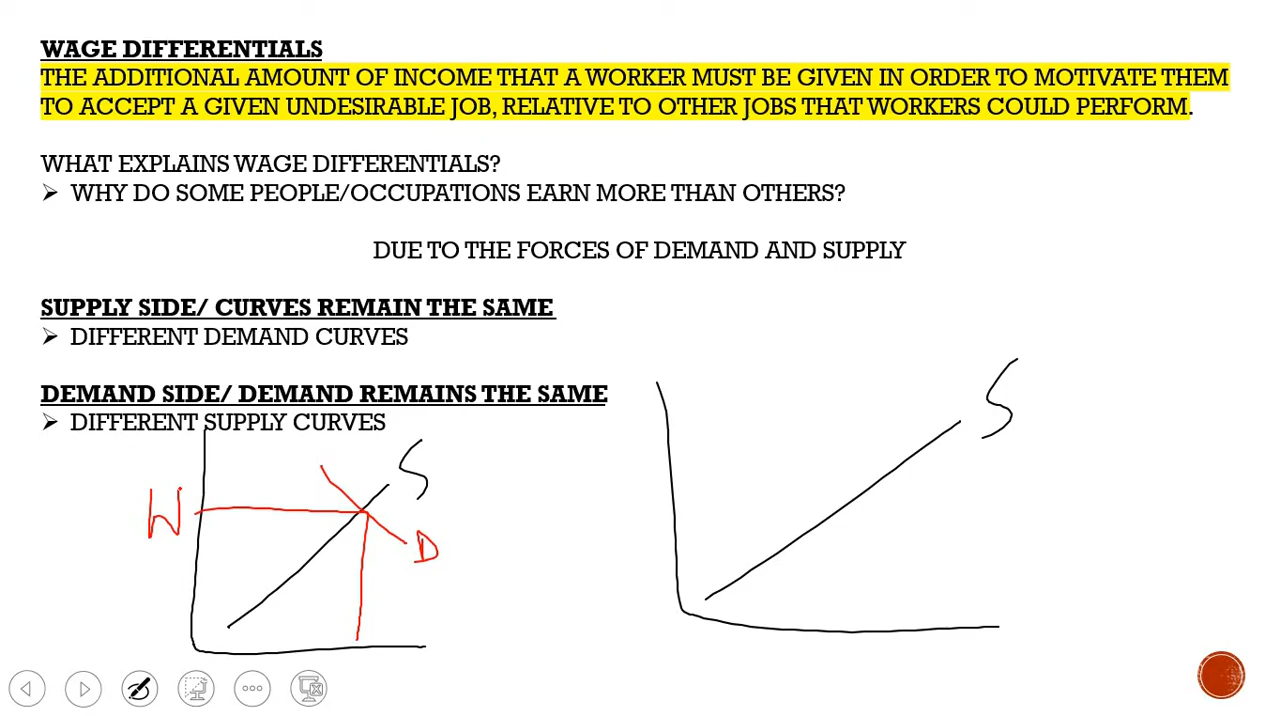 WAGE DIFFERENTIALS
THE ADDITIONAL AMOUNT OF INCOME THAT A WORKER MUST BE GIVEN IN ORDER TO MOTIVATE THEM
TO ACCEPT A GIVEN UNDESIRABLE JOB, RELATIVE TO OTHER JOBS THAT WORKERS COULD PERFORM.
WHAT EXPLAINS WAGE DIFFERENTIALS?
➢ WHY DO SOME PEOPLE/OCCUPATIONS EARN MORE THAN OTHERS?
DUE TO THE FORCES OF DEMAND AND SUPPLY
SUPPLY SIDE/ CURVES REMAIN THE SAME
➢ DIFFERENT DEMAND CURVES
DEMAND SIDE/ DEMAND REMAINS THE SAME
➢ DIFFERENT SUPPLY CURVES
S
W
D
S